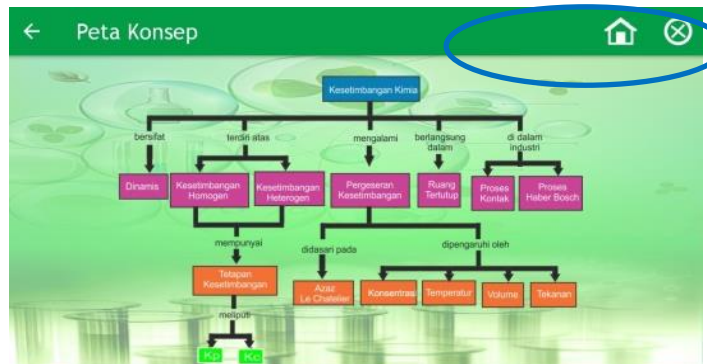 Peta Konsep
Kesetimbangan Kimia
bersifat
terdiri atas
mengalami
berlangsung
dalam
di dalam
industri
Dinamis
Kesetimbangan
Homogen
Kesetimbangan
Heterogen
Pergeseran
Kesetimbangan
Ruang
Tertutup
Proses
Kontak
Proses
Haber Bosch
mempunyai
didasari pada
dipengaruhi oleh
Tetapan
Kesetimbangan
Azaz
Le Chatelier
Konsentrasi
Temperatur
Volume
Tekanan
meliputi
Kp
Kc